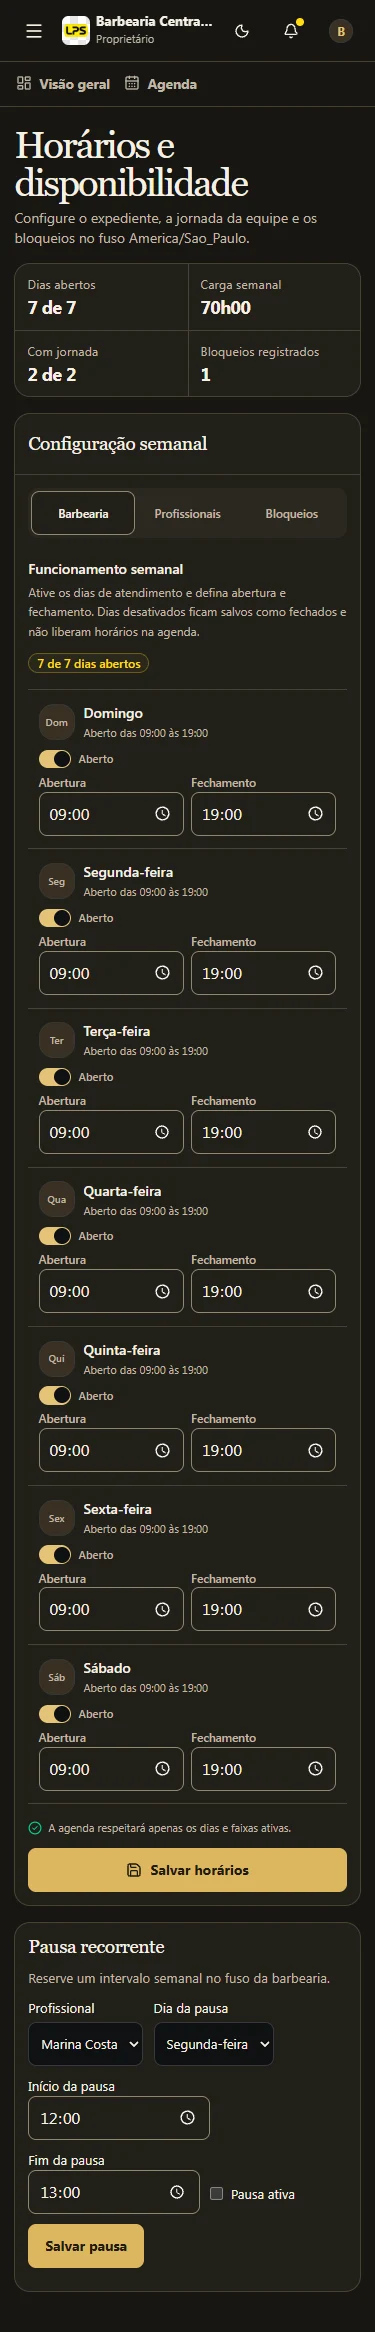 LPS
Barbearia Centra...
Proprietário
B
Visão geral
Agenda
Horários e
disponibilidade
Configure o expediente, a jornada da equipe e os
bloqueios no fuso America/Sao_Paulo.
Dias abertos
7 de 7
Carga semanal
70h00
Com jornada
2 de 2
Bloqueios registrados
1
Configuração semanal
Barbearia
Profissionais
Bloqueios
Funcionamento semanal
Ative os dias de atendimento e defina abertura e
fechamento. Dias desativados ficam salvos como fechados e
não liberam horários na agenda.
7 de 7 dias abertos
Dom
Domingo
Aberto das 09:00 às 19:00
Aberto
Abertura
Fechamento
09:00
19:00
Seg
Segunda-feira
Aberto das 09:00 às 19:00
Aberto
Abertura
Fechamento
09:00
19:00
Ter
Terça-feira
Aberto das 09:00 às 19:00
Aberto
Abertura
Fechamento
09:00
19:00
Qua
Quarta-feira
Aberto das 09:00 às 19:00
Aberto
Abertura
Fechamento
09:00
19:00
Qui
Quinta-feira
Aberto das 09:00 às 19:00
Aberto
Abertura
Fechamento
09:00
19:00
Sex
Sexta-feira
Aberto das 09:00 às 19:00
Aberto
Abertura
Fechamento
09:00
19:00
Sáb
Sábado
Aberto das 09:00 às 19:00
Aberto
Abertura
Fechamento
09:00
19:00
A agenda respeitará apenas os dias e faixas ativas.
Salvar horários
Pausa recorrente
Reserve um intervalo semanal no fuso da barbearia.
Profissional
Dia da pausa
Marina Costa
Segunda-feira
Início da pausa
12:00
Fim da pausa
13:00
Pausa ativa
Salvar pausa